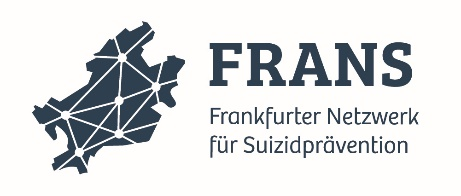 FRANS
Frankfurter Netzwerk
für Suizidprävention